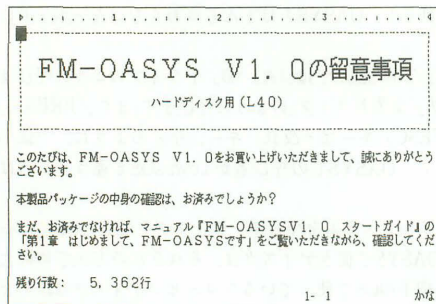 1 2 3 4
FM-OASYS V1. 0の留意事項
ハードディスク用(L40)
このたびは、FM-OASYS V1. 0をお買い上げいただきまして、誠にありがとう
ございます。
本製品パッケージの中身の確認は、お済みでしょうか?
まだ、お済みでなければ、マニュアル『FM-OASYSV1. 0 スタートガイド』の
「第1章 はじめまして、FM-OASYSです」をご覧いただきながら、確認してくだ
さい。
残り行数: 5, 362行
1- 1 かな